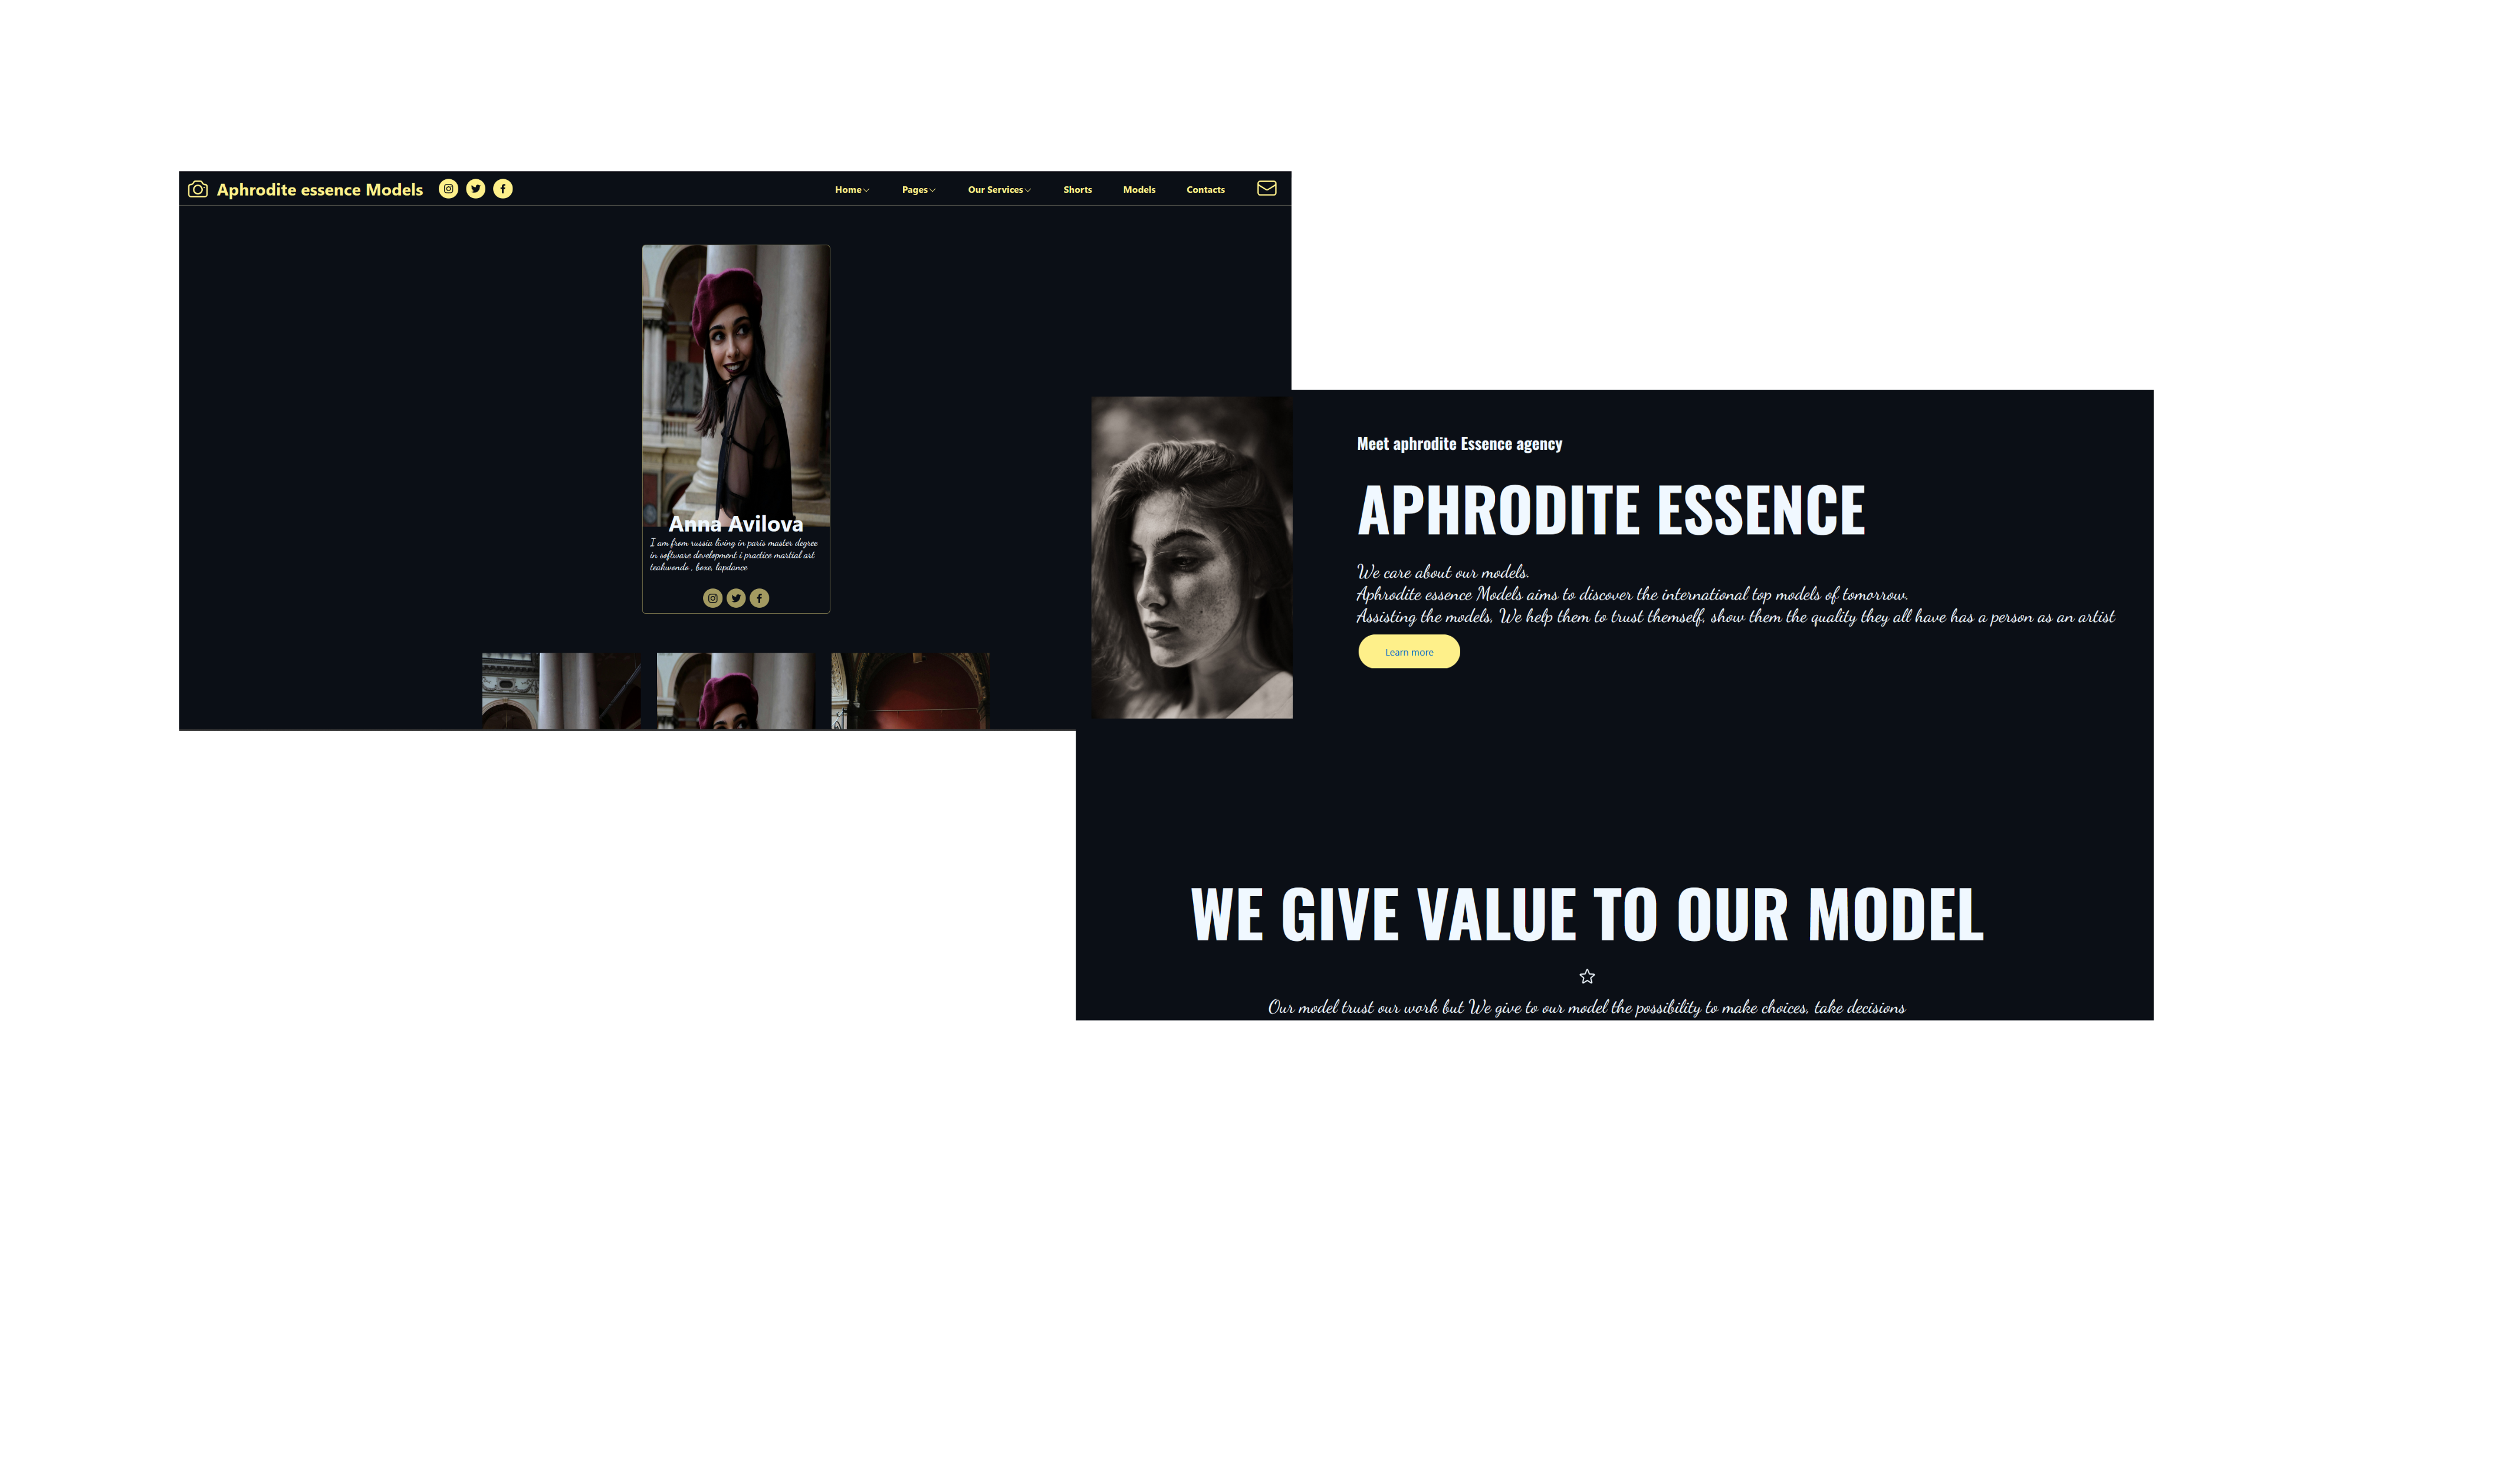 Aphrodite essence Models
Home
Pages
Our Services
Shorts
Models
Contacts
Anna Avilova
I am from russia living in paris master degree
in software development i practice martial art
teakwondo , boxe, lapdance
Meet aphrodite Essence agency
APHRODITE ESSENCE
We care about our models.
Aphrodite essence Models aims to discover the international top models of tomorrow.
Assisting the models, We help them to trust themself, show them the quality they all have has a person as an artist
Learn more
WE GIVE VALUE TO OUR MODEL
Our model trust our work but We give to our model the possibility to make choices, take decisions